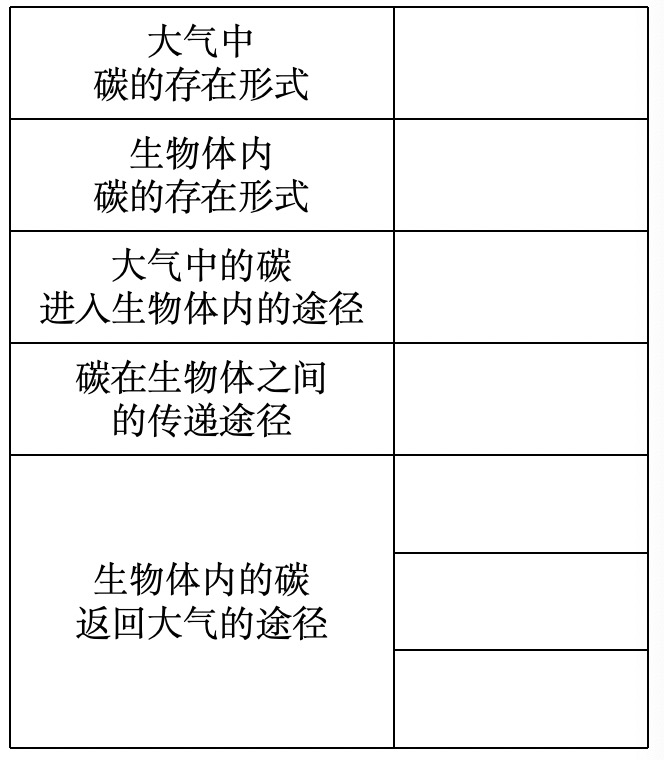 大气中
碳的存在形式
生物体内
碳的存在形式
大气中的碳
进入生物体内的途径
碳在生物体之间
的传递途径
生物体内的碳
返回大气的途径